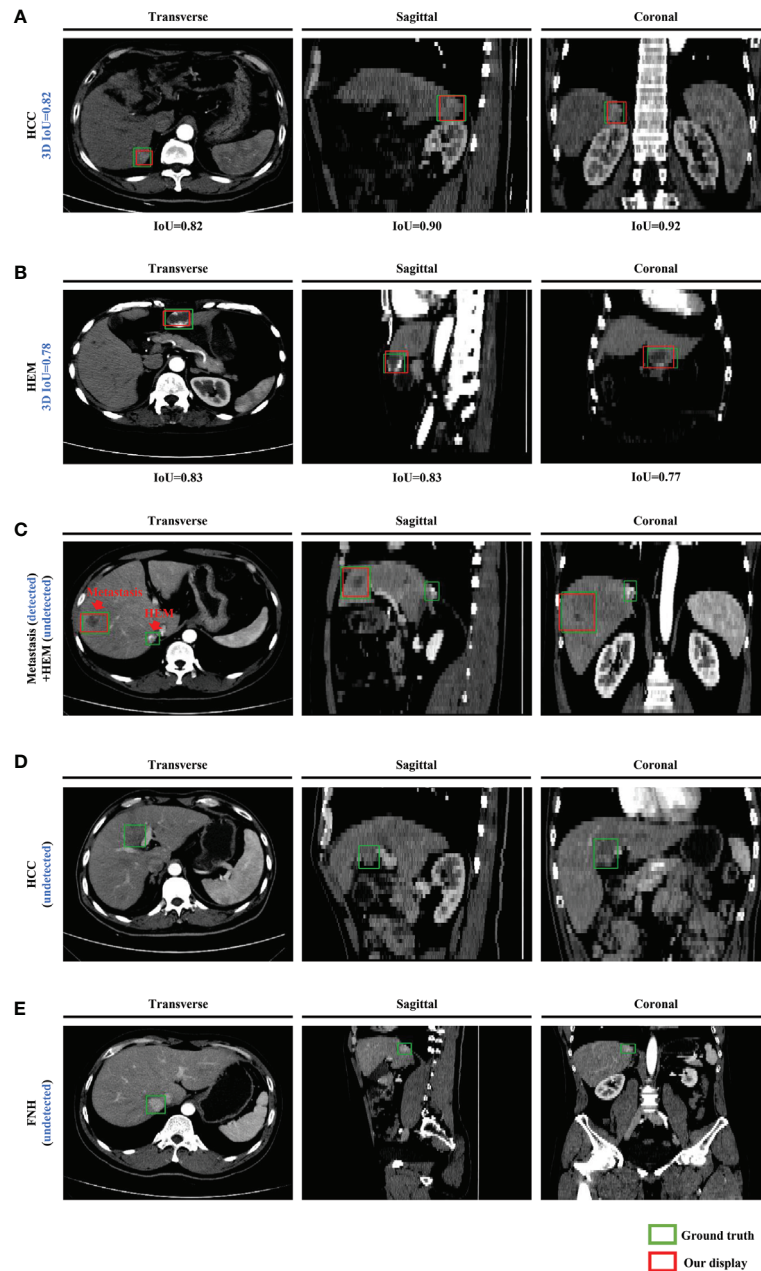 A
Transverse
Sagittal
Coronal
HCC
3D IoU=0.82
IoU=0.82
IoU=0.90
IoU=0.92
B
Transverse
Sagittal
Coronal
HEM
3D IoU=0.78
IoU=0.83
IoU=0.83
IoU=0.77
C
Transverse
Sagittal
Coronal
Metastasis (detected)
+HEM (undetected)
Metastasis
HEM
D
Transverse
Sagittal
Coronal
HCC
(undetected)
E
Transverse
Sagittal
Coronal
FNH
(undetected)
Ground truth
Our display